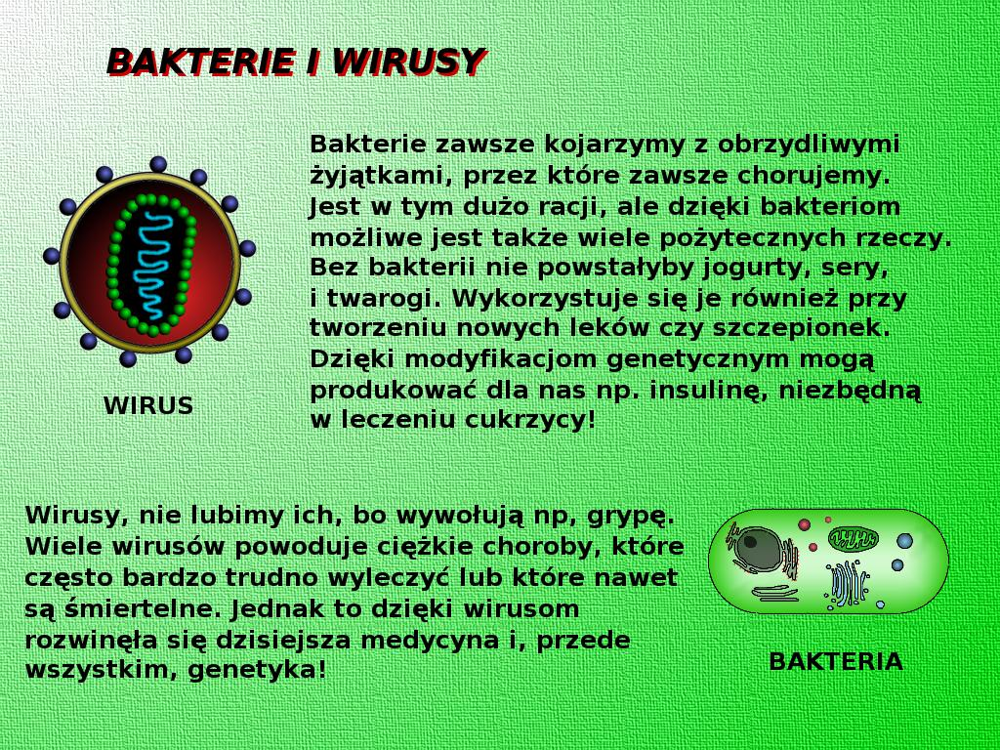 BAKTERIE I WIRUSY
Bakterie zawsze kojarzymy z obrzydliwymi
żyjątkami, przez które zawsze chorujemy.
Jest w tym dużo racji, ale dzięki bakteriom
możliwe jest także wiele pożytecznych rzeczy.
Bez bakterii nie powstałyby jogurty, sery,
i twarogi. Wykorzystuje się je również przy
tworzeniu nowych leków czy szczepionek.
Dzięki modyfikacjom genetycznym mogą
produkować dla nas np. insulinę, niezbędną
w leczeniu cukrzycy!
WIRUS
Wirusy, nie lubimy ich, bo wywołują np, grypę.
Wiele wirusów powoduje ciężkie choroby, które
często bardzo trudno wyleczyć lub które nawet
są śmiertelne. Jednak to dzięki wirusom
rozwinęła się dzisiejsza medycyna i, przede
wszystkim, genetyka!
BAKTERIA